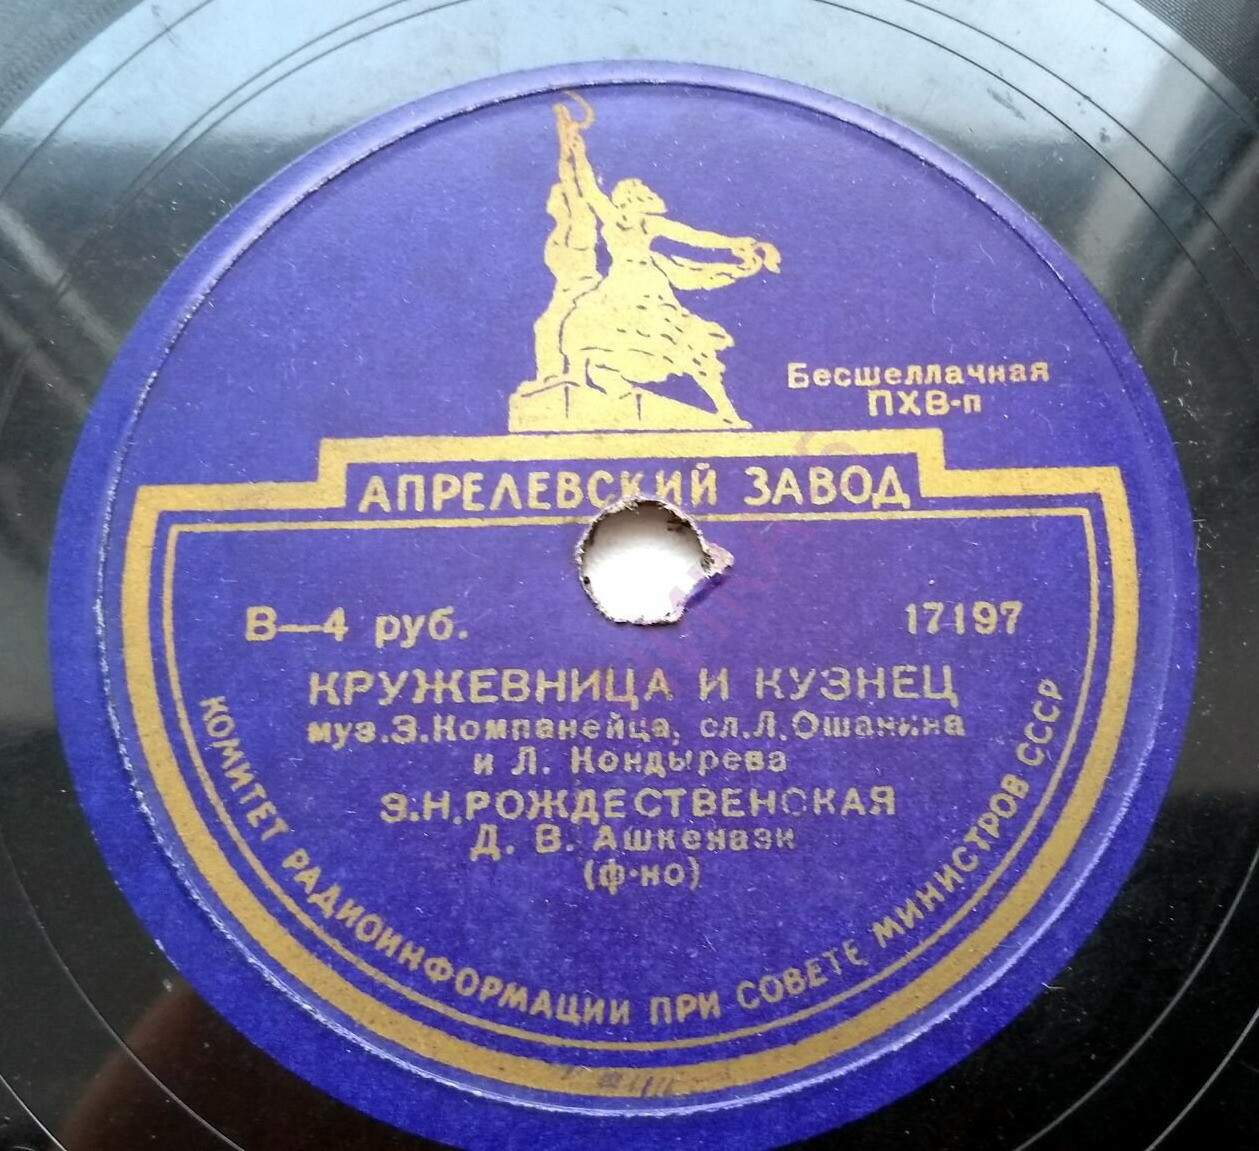 Бесшеллачная
ПХВ-п
АПРЕЛЕВСКИЙ ЗАВОД
В—4 руб.
17197
КРУЖЕВНИЦА И КУЗНЕЦ
муз.З.Компанейца, сл.Л.Ошанина
и Л. Кондырева
Э.Н.РОЖДЕСТВЕНСКАЯ
Д. В. Ашкенази
(ф-но)
КОМИТЕТ РАДИОИНФОРМАЦИИ ПРИ СОВЕТЕ МИНИСТРОВ СССР